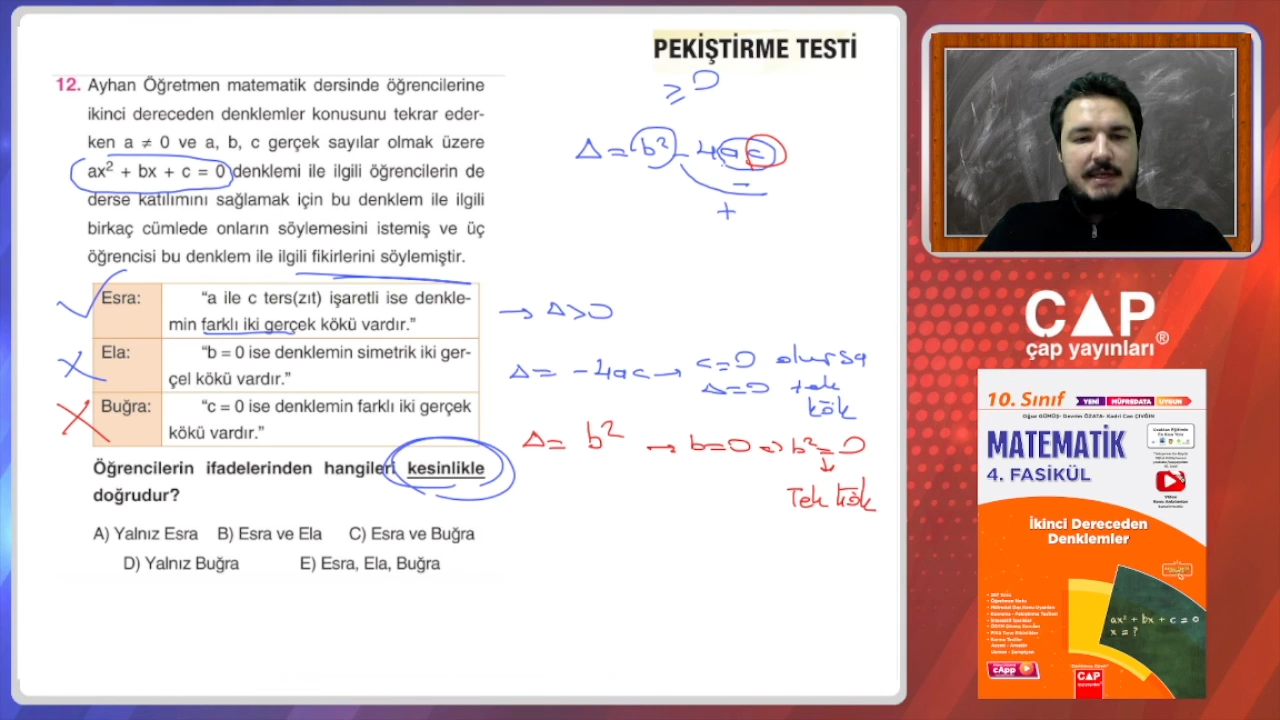 PEKİŞTİRME TESTİ
12. Ayhan Öğretmen matematik dersinde öğrencilerine
ikinci dereceden denklemler konusunu tekrar eder-
ken a ≠ 0 ve a, b, c gerçek sayılar olmak üzere
ax² + bx + c = 0 denklemi ile ilgili öğrencilerin de
derse katılımını sağlamak için bu denklem ile ilgili
birkaç cümlede onların söylemesini istemiş ve üç
öğrencisi bu denklem ile ilgili fikirlerini söylemiştir.
Esra: "a ile c ters(zıt) işaretli ise denkle-
min farklı iki gerçek kökü vardır."
Ela: "b = 0 ise denklemin simetrik iki ger-
çel kökü vardır."
Buğra: "c = 0 ise denklemin farklı iki gerçek
kökü vardır."
Öğrencilerin ifadelerinden hangileri kesinlikle
doğrudur?
A) Yalnız Esra B) Esra ve Ela C) Esra ve Buğra
D) Yalnız Buğra E) Esra, Ela, Buğra
≥ 0
Δ = b² - 4ac
-
+
→ Δ>0
Δ = -4ac → c=0 olursa
Δ=0 tek
kök
Δ = b² → b=0 ⇒ b²=0
↓
Tek kök
ÇAP®
çap yayınları
10. Sınıf YENİ MÜFREDATA UYGUN
MATEMATİK
4. FASİKÜL
İkinci Dereceden
Denklemler
ax² + bx + c = 0
x = ?
cApp
ÇAP